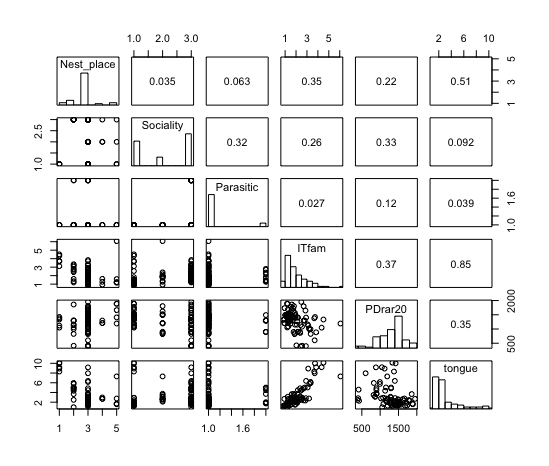 1.0 2.0 3.0 1 3 5 2 6 10
Nest_place 0.035 0.063 0.35 0.22 0.51 1 3 5
1.0 2.5 Sociality 0.32 0.26 0.33 0.092
Parasitic 0.027 0.12 0.039 1.0 1.6
1 3 5 ITfam 0.37 0.85
PDrar20 0.35 500 2000
2 6 10 tongue
1 3 5 1.0 1.6 500 1500